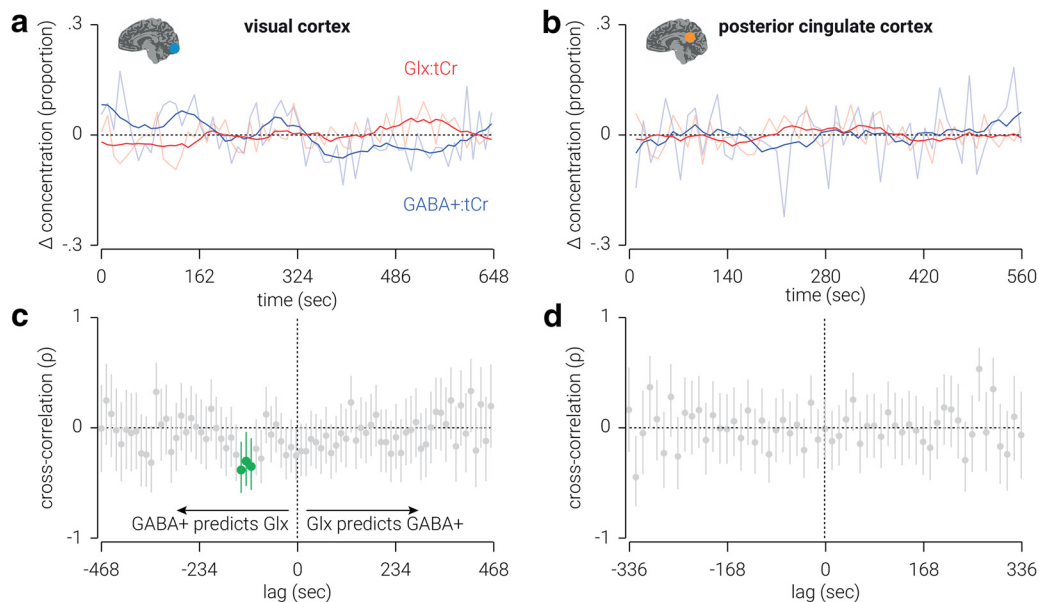 a
visual cortex
.3
0
-.3
Δ concentration (proportion)
Glx:tCr
GABA+:tCr
0 162 324 486 648
time (sec)
b
posterior cingulate cortex
.3
0
-.3
Δ concentration (proportion)
0 140 280 420 560
time (sec)
c
1
0
-1
cross-correlation (ρ)
GABA+ predicts Glx
Glx predicts GABA+
-468 -234 0 234 468
lag (sec)
d
1
0
-1
cross-correlation (ρ)
-336 -168 0 168 336
lag (sec)